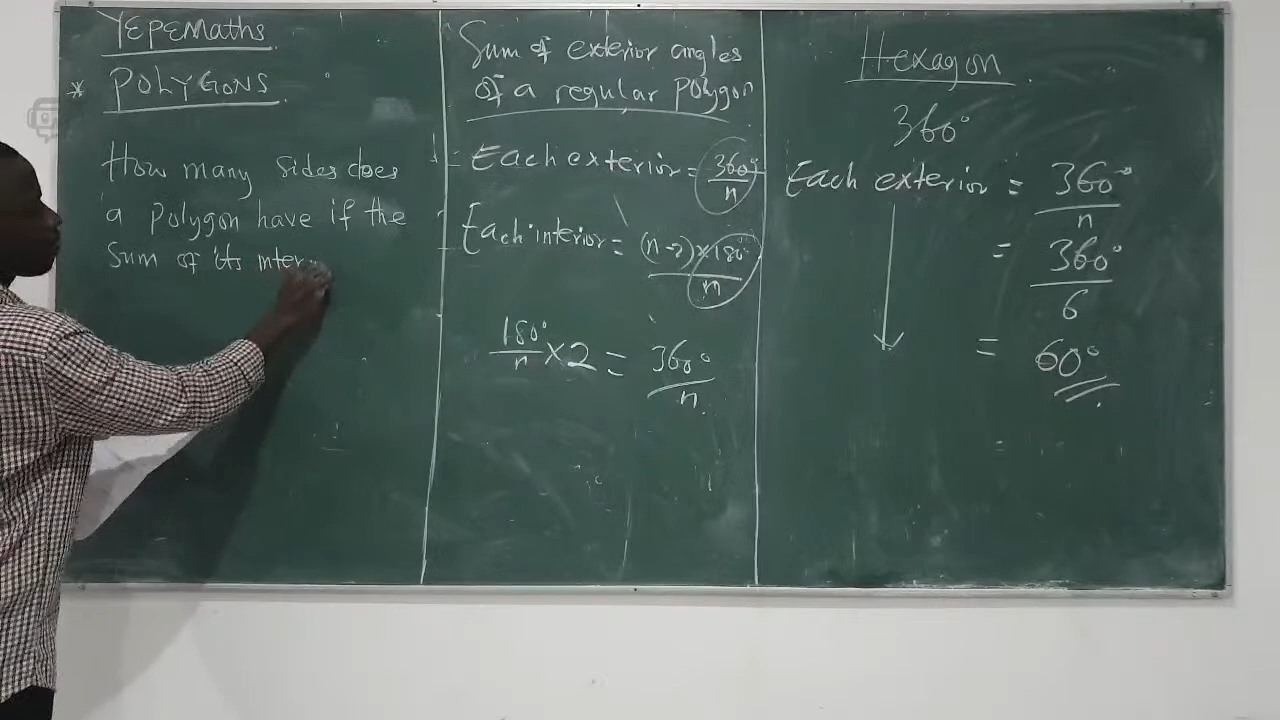 YEPEMaths
* POLYGONS
How many sides does
a polygon have if the
Sum of its inter
Sum of exterior angles
of a regular polygon
Each exterior = 360°/n
Each interior = (n-2)×180°/n
180°/n ×2 = 360°/n
Hexagon
360°
Each exterior = 360°/n
= 360°/6
= 60°